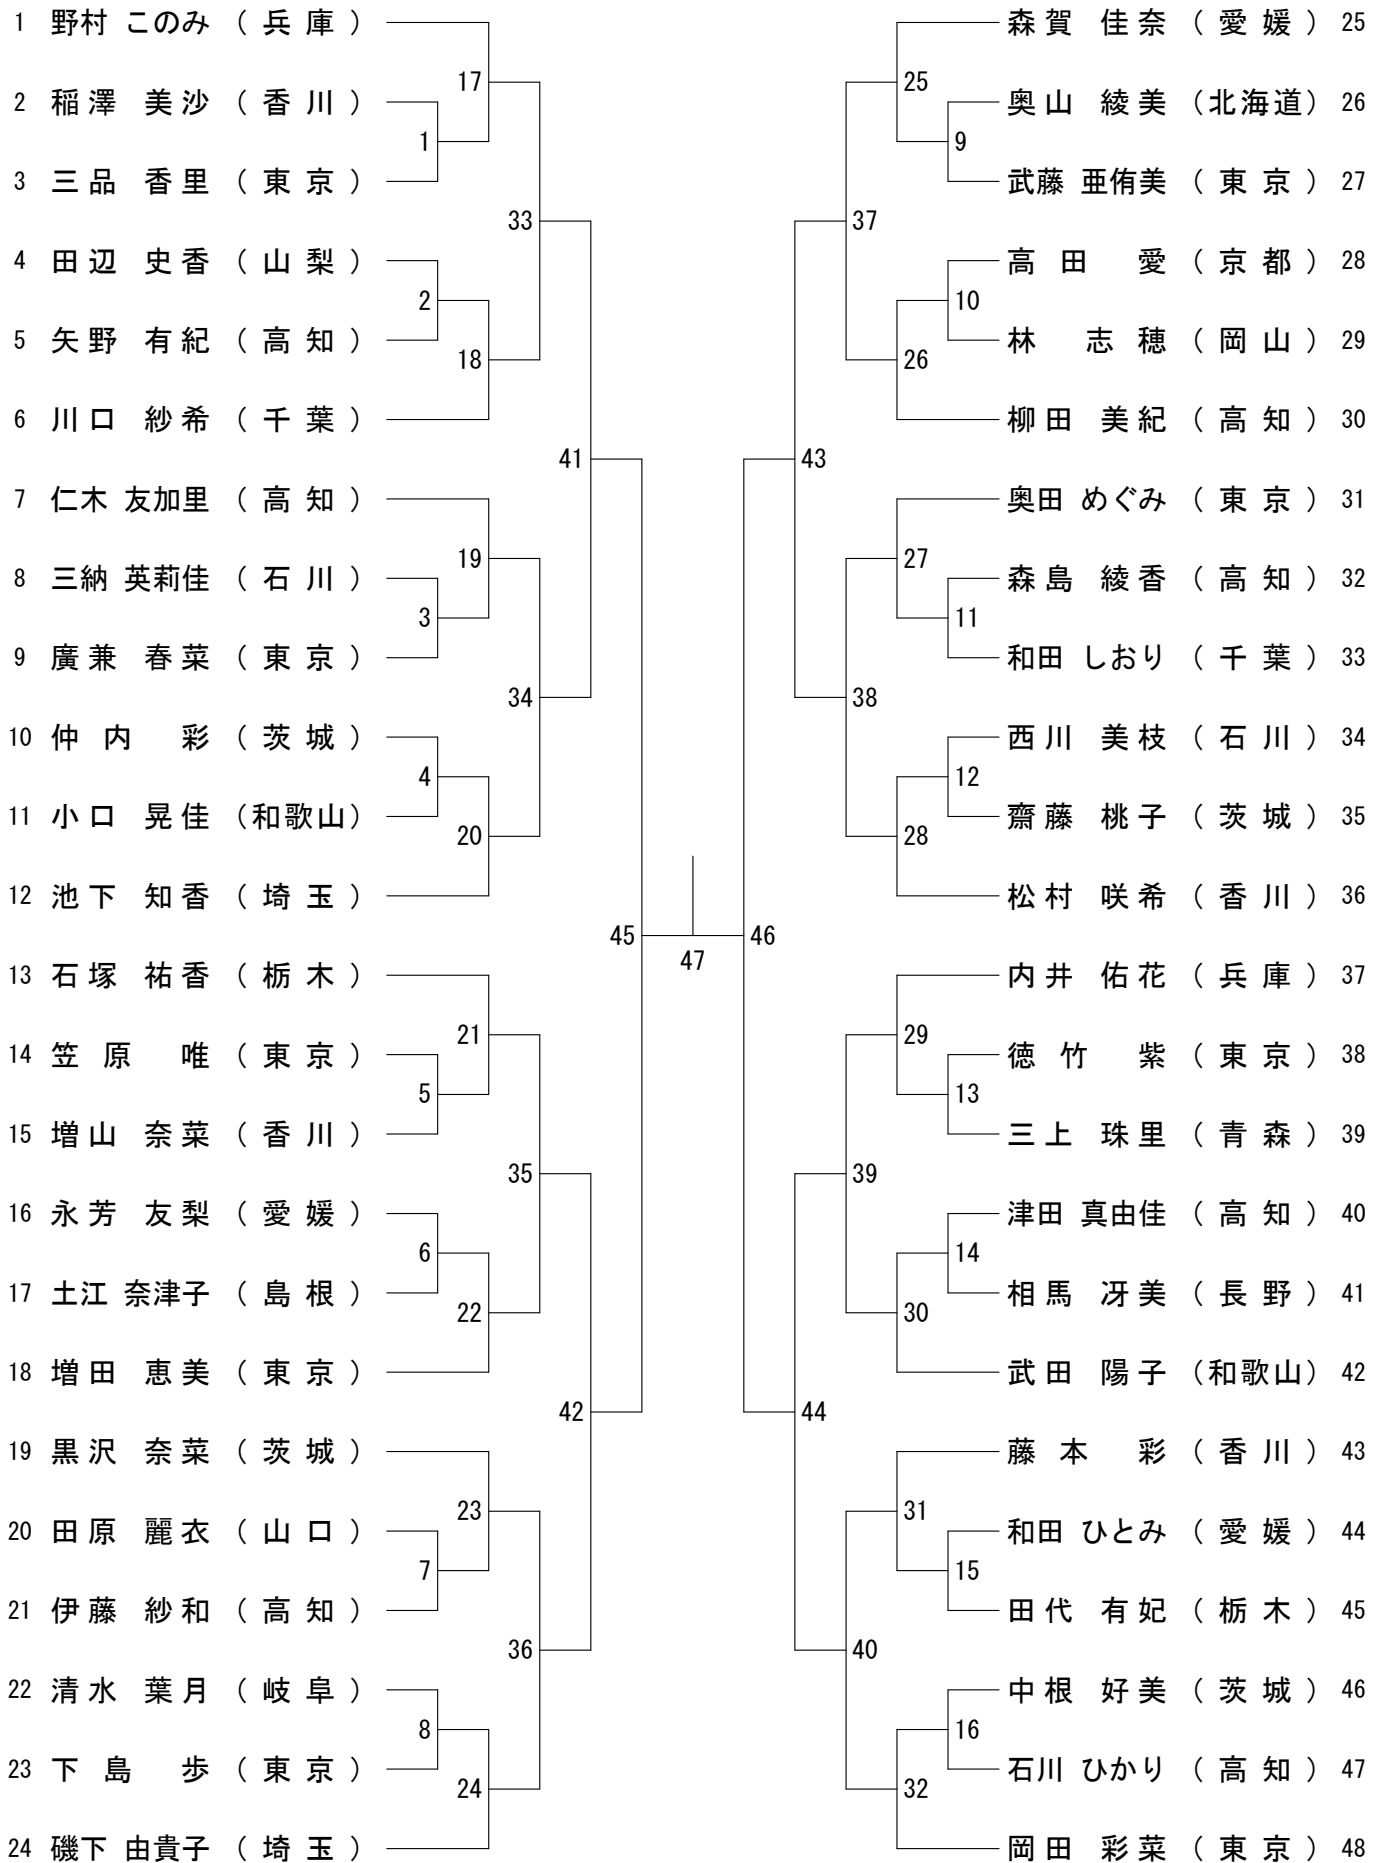 1 野村 このみ （ 兵 庫 ）
17
2 稲澤 美沙 （ 香 川 ）
1
3 三品 香里 （ 東 京 ）
33
4 田辺 史香 （ 山 梨 ）
2
5 矢野 有紀 （ 高 知 ）
18
6 川口 紗希 （ 千 葉 ）
41
7 仁木 友加里 （ 高 知 ）
19
8 三納 英莉佳 （ 石 川 ）
3
9 廣兼 春菜 （ 東 京 ）
34
10 仲内 彩 （ 茨 城 ）
4
11 小口 晃佳 （和歌山）
20
12 池下 知香 （ 埼 玉 ）
45
13 石塚 祐香 （ 栃 木 ）
21
14 笠原 唯 （ 東 京 ）
5
15 増山 奈菜 （ 香 川 ）
35
16 永芳 友梨 （ 愛 媛 ）
6
17 土江 奈津子 （ 島 根 ）
22
18 増田 恵美 （ 東 京 ）
42
19 黒沢 奈菜 （ 茨 城 ）
23
20 田原 麗衣 （ 山 口 ）
7
21 伊藤 紗和 （ 高 知 ）
36
22 清水 葉月 （ 岐 阜 ）
8
23 下島 歩 （ 東 京 ）
24
24 磯下 由貴子 （ 埼 玉 ）
47
森賀 佳奈 （ 愛 媛 ） 25
25
奥山 綾美 （北海道） 26
9
武藤 亜侑美 （ 東 京 ） 27
37
高田 愛 （ 京 都 ） 28
10
林 志穂 （ 岡 山 ） 29
26
柳田 美紀 （ 高 知 ） 30
43
奥田 めぐみ （ 東 京 ） 31
27
森島 綾香 （ 高 知 ） 32
11
和田 しおり （ 千 葉 ） 33
38
西川 美枝 （ 石 川 ） 34
12
齋藤 桃子 （ 茨 城 ） 35
28
松村 咲希 （ 香 川 ） 36
46
内井 佑花 （ 兵 庫 ） 37
29
徳竹 紫 （ 東 京 ） 38
13
三上 珠里 （ 青 森 ） 39
39
津田 真由佳 （ 高 知 ） 40
14
相馬 冴美 （ 長 野 ） 41
30
武田 陽子 （和歌山） 42
44
藤本 彩 （ 香 川 ） 43
31
和田 ひとみ （ 愛 媛 ） 44
15
田代 有妃 （ 栃 木 ） 45
40
中根 好美 （ 茨 城 ） 46
16
石川 ひかり （ 高 知 ） 47
32
岡田 彩菜 （ 東 京 ） 48